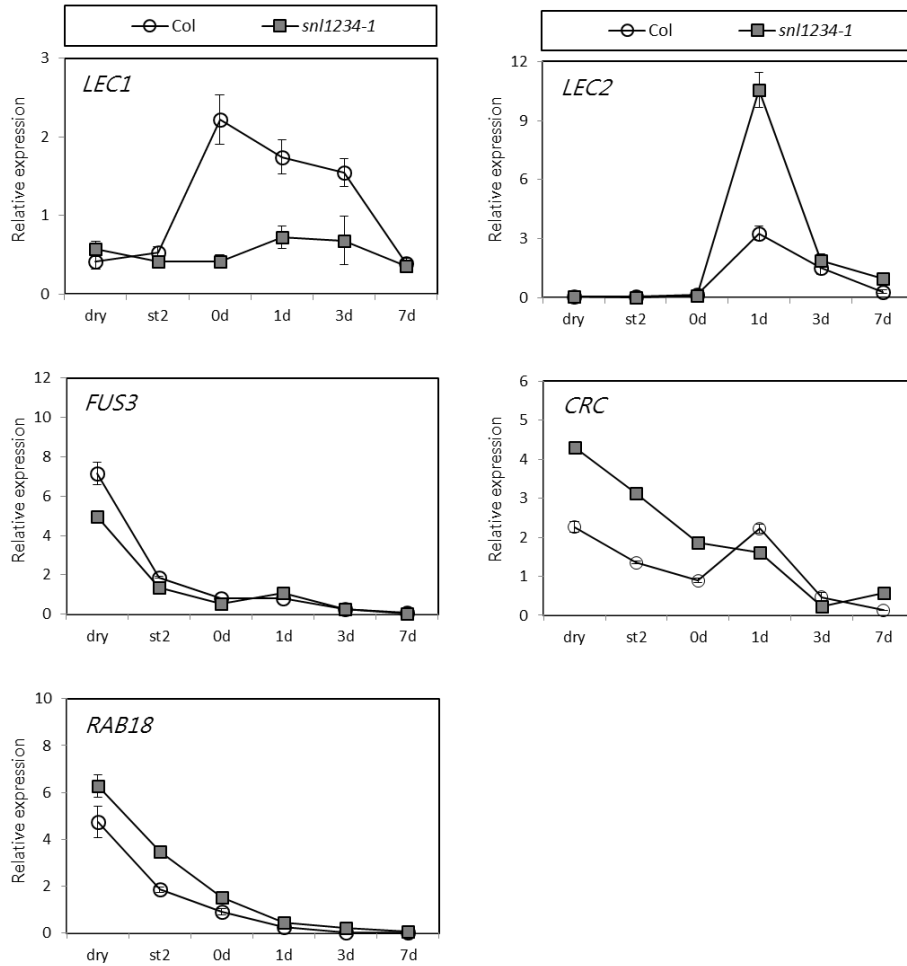 Col snl1234-1
LEC1
Relative expression
3
2
1
0
dry st2 0d 1d 3d 7d
Col snl1234-1
LEC2
Relative expression
12
9
6
3
0
dry st2 0d 1d 3d 7d
FUS3
Relative expression
12
10
8
6
4
2
0
dry st2 0d 1d 3d 7d
CRC
Relative expression
6
5
4
3
2
1
0
dry st2 0d 1d 3d 7d
RAB18
Relative expression
10
8
6
4
2
0
dry st2 0d 1d 3d 7d